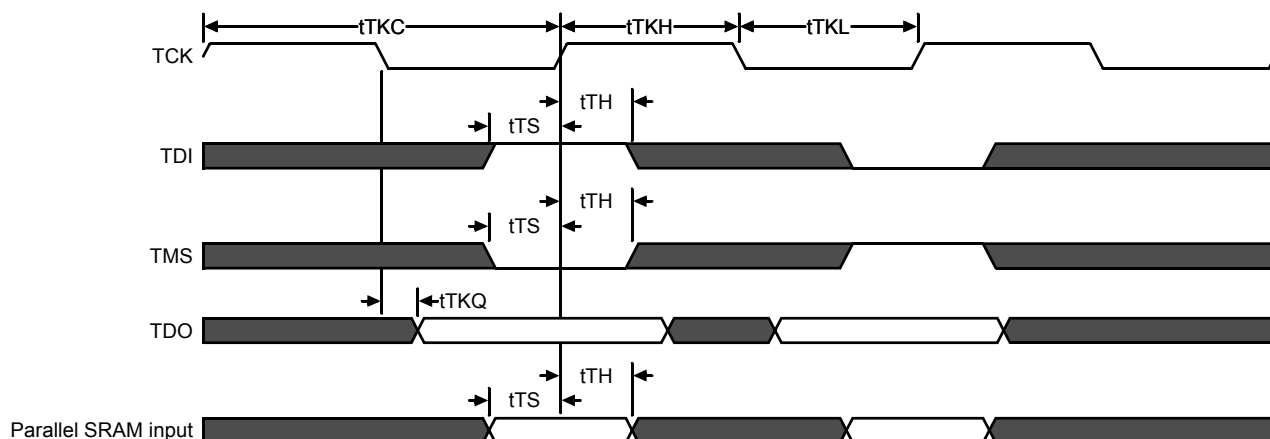 tTKC
tTKH
tTKL
TCK
tTH
tTS
TDI
tTH
tTS
TMS
tTKQ
TDO
tTH
tTS
Parallel SRAM input